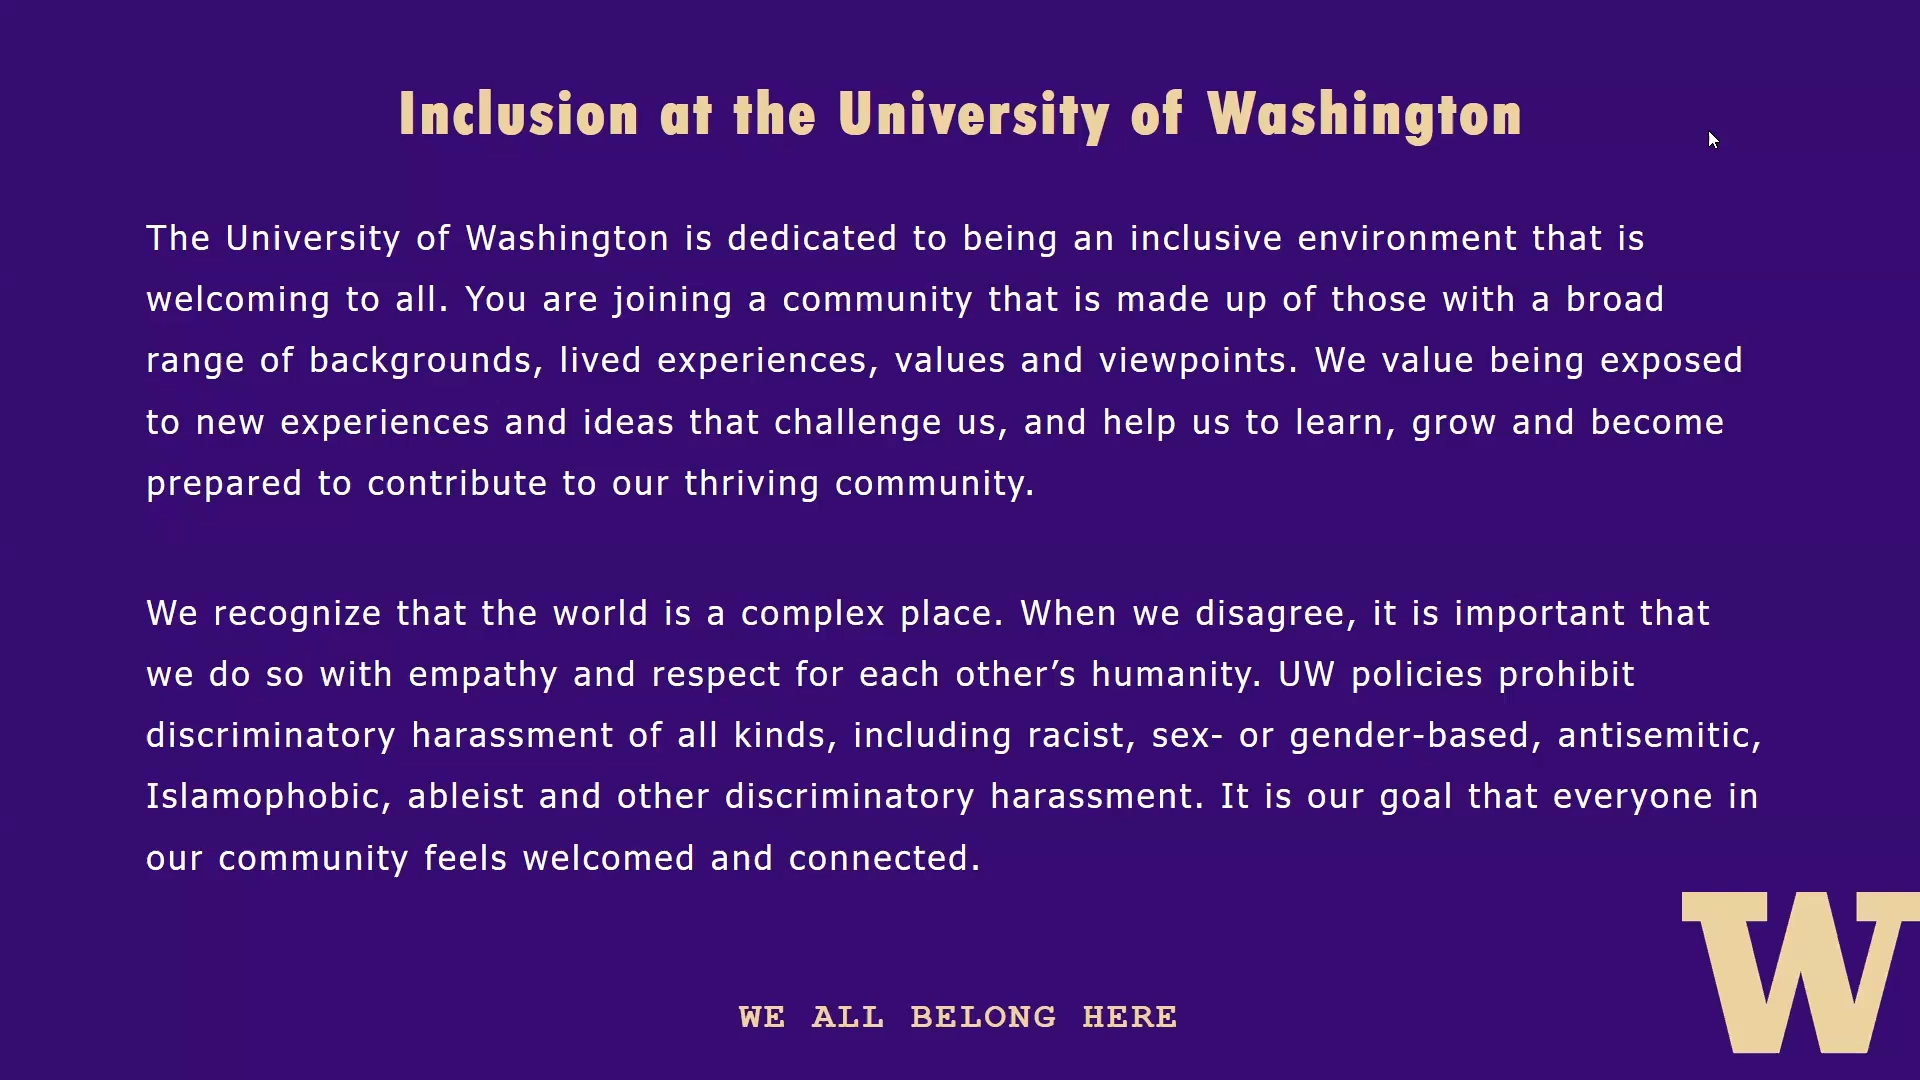 Inclusion at the University of Washington
The University of Washington is dedicated to being an inclusive environment that is
welcoming to all. You are joining a community that is made up of those with a broad
range of backgrounds, lived experiences, values and viewpoints. We value being exposed
to new experiences and ideas that challenge us, and help us to learn, grow and become
prepared to contribute to our thriving community.
We recognize that the world is a complex place. When we disagree, it is important that
we do so with empathy and respect for each other’s humanity. UW policies prohibit
discriminatory harassment of all kinds, including racist, sex- or gender-based, antisemitic,
Islamophobic, ableist and other discriminatory harassment. It is our goal that everyone in
our community feels welcomed and connected.
W
WE ALL BELONG HERE